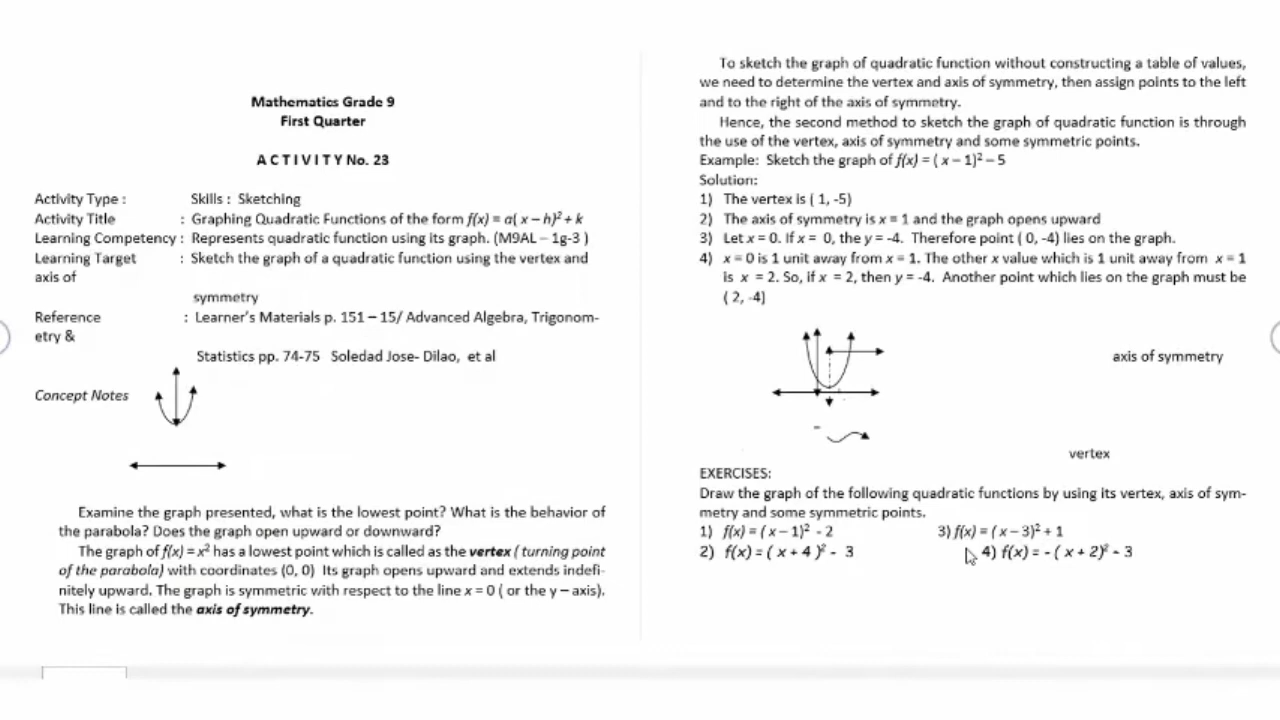 Mathematics Grade 9
First Quarter
A C T I V I T Y No. 23
Activity Type : Skills : Sketching
Activity Title : Graphing Quadratic Functions of the form f(x) = a( x – h)² + k
Learning Competency : Represents quadratic function using its graph. (M9AL – 1g-3 )
Learning Target : Sketch the graph of a quadratic function using the vertex and
axis of
symmetry
Reference : Learner's Materials p. 151 – 15/ Advanced Algebra, Trigonom-
etry &
Statistics pp. 74-75 Soledad Jose- Dilao, et al
Concept Notes
Examine the graph presented, what is the lowest point? What is the behavior of
the parabola? Does the graph open upward or downward?
The graph of f(x) = x² has a lowest point which is called as the vertex ( turning point
of the parabola) with coordinates (0, 0) Its graph opens upward and extends indefi-
nitely upward. The graph is symmetric with respect to the line x = 0 ( or the y – axis).
This line is called the axis of symmetry.
To sketch the graph of quadratic function without constructing a table of values,
we need to determine the vertex and axis of symmetry, then assign points to the left
and to the right of the axis of symmetry.
Hence, the second method to sketch the graph of quadratic function is through
the use of the vertex, axis of symmetry and some symmetric points.
Example: Sketch the graph of f(x) = ( x – 1)² – 5
Solution:
1) The vertex is ( 1, -5)
2) The axis of symmetry is x = 1 and the graph opens upward
3) Let x = 0. If x = 0, the y = -4. Therefore point ( 0, -4) lies on the graph.
4) x = 0 is 1 unit away from x = 1. The other x value which is 1 unit away from x = 1
is x = 2. So, if x = 2, then y = -4. Another point which lies on the graph must be
( 2, -4)
axis of symmetry
vertex
EXERCISES:
Draw the graph of the following quadratic functions by using its vertex, axis of sym-
metry and some symmetric points.
1) f(x) = ( x – 1)² - 2 3) f(x) = ( x – 3)² + 1
2) f(x) = ( x + 4 )² - 3 4) f(x) = - ( x + 2)² - 3